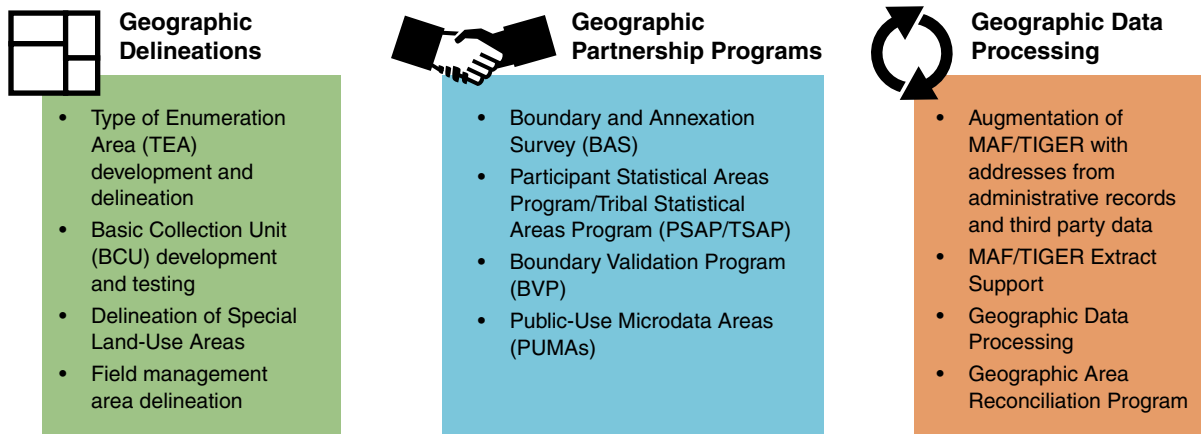 Geographic
Delineations
• Type of Enumeration
Area (TEA)
development and
delineation
• Basic Collection Unit
(BCU) development
and testing
• Delineation of Special
Land-Use Areas
• Field management
area delineation
Geographic
Partnership Programs
• Boundary and Annexation
Survey (BAS)
• Participant Statistical Areas
Program/Tribal Statistical
Areas Program (PSAP/TSAP)
• Boundary Validation Program
(BVP)
• Public-Use Microdata Areas
(PUMAs)
Geographic Data
Processing
• Augmentation of
MAF/TIGER with
addresses from
administrative records
and third party data
• MAF/TIGER Extract
Support
• Geographic Data
Processing
• Geographic Area
Reconciliation Program